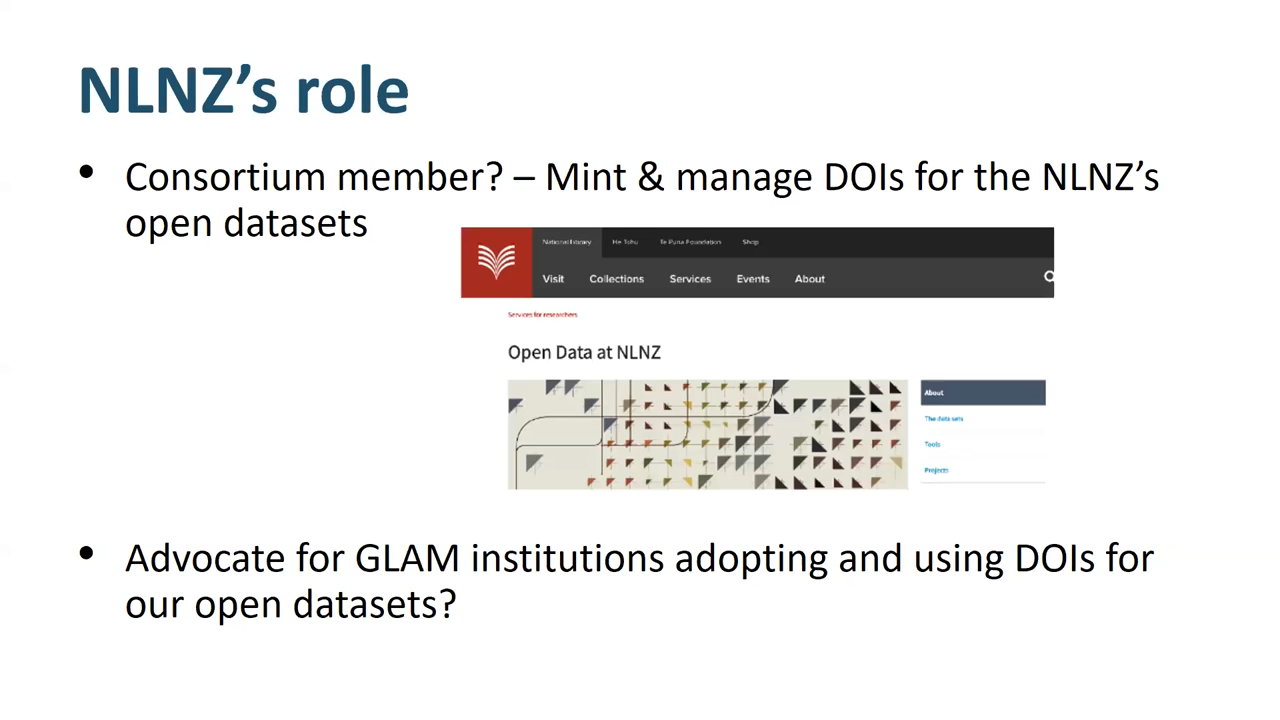 NLNZ’s role
• Consortium member? – Mint & manage DOIs for the NLNZ’s
open datasets
National Library He Tohu Te Puna Foundation Shop
Visit Collections Services Events About
Services for researchers
Open Data at NLNZ
About
The data sets
Tools
Projects
• Advocate for GLAM institutions adopting and using DOIs for
our open datasets?